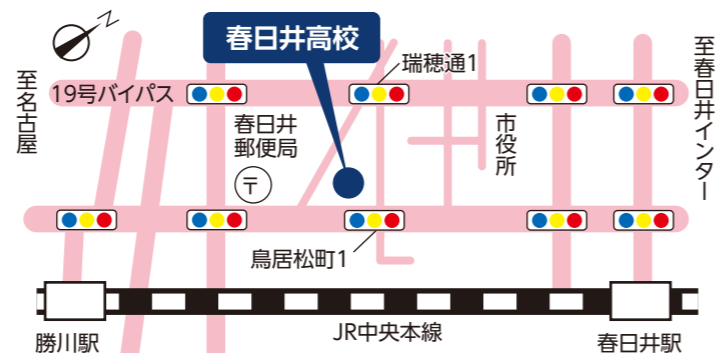 N
春日井高校
至名古屋
19号バイパス
瑞穂通1
至春日井インター
春日井
郵便局
〒
市役所
鳥居松町1
JR中央本線
勝川駅
春日井駅